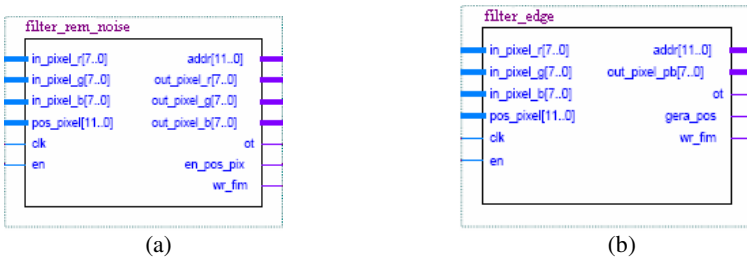 filter_rem_noise
in_pixel_r[7..0] addr[11..0]
in_pixel_g[7..0] out_pixel_r[7..0]
in_pixel_b[7..0] out_pixel_g[7..0]
pos_pixel[11..0] out_pixel_b[7..0]
clk ot
en en_pos_pix
wr_fim
(a)
filter_edge
in_pixel_r[7..0] addr[11..0]
in_pixel_g[7..0] out_pixel_pb[7..0]
in_pixel_b[7..0] ot
pos_pixel[11..0] gera_pos
clk wr_fim
en
(b)